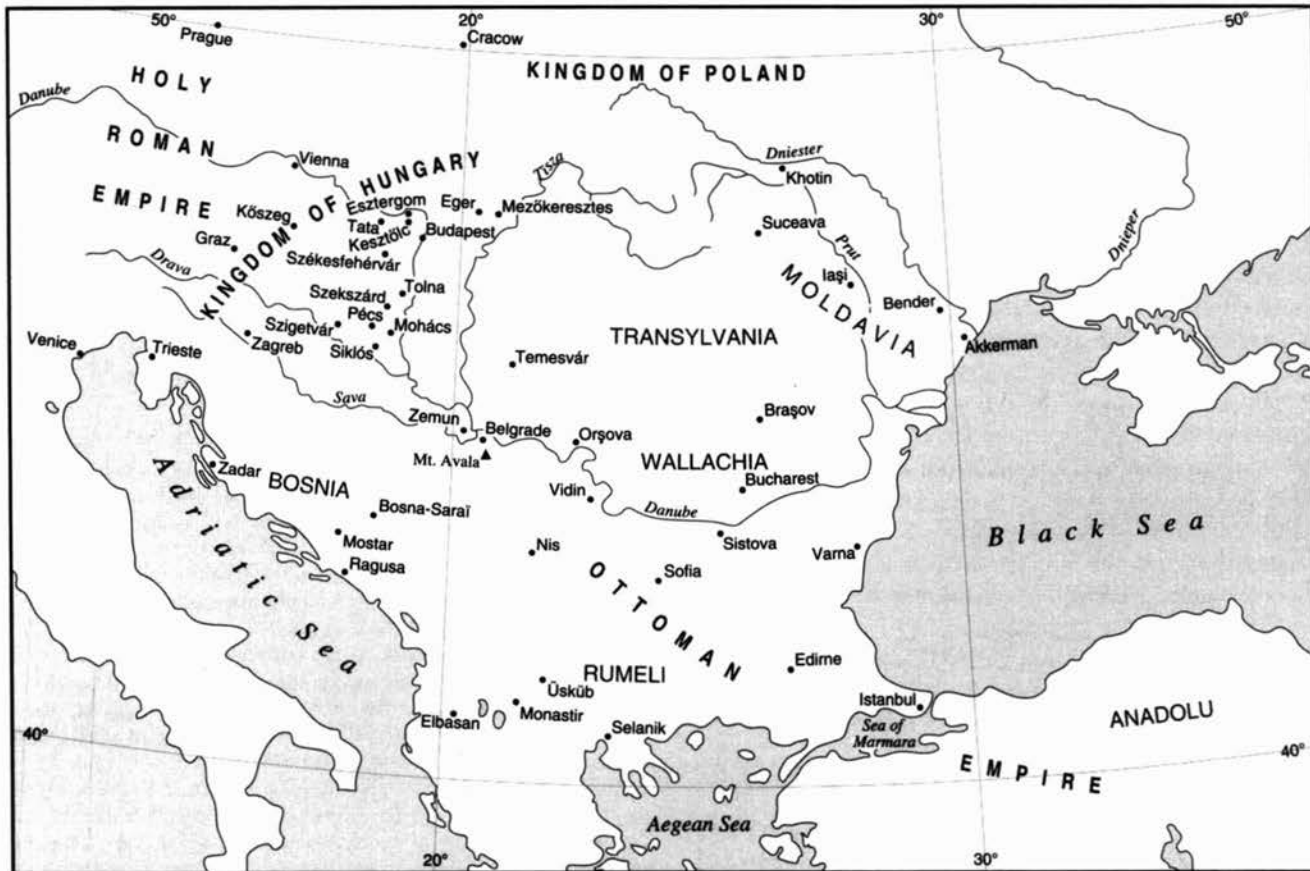 50°
20°
30°
50°
Prague
Cracow
HOLY
KINGDOM OF POLAND
Danube
ROMAN
Vienna
Dniester
Khotin
Tisza
KINGDOM OF HUNGARY
EMPIRE
Esztergom
Eger
Mezőkeresztes
Kőszeg
Tata
Kesztölc
Budapest
Suceava
Graz
Székesfehérvár
Prut
Dnieper
Drava
Iaşi
Tolna
Szekszárd
MOLDAVIA
Bender
Pécs
Szigetvár
Mohács
TRANSYLVANIA
Venice
Trieste
Zagreb
Siklós
Akkerman
Temesvár
Sava
Zemun
Belgrade
Orşova
Braşov
Mt. Avala
Zadar
BOSNIA
WALLACHIA
Bucharest
Adriatic Sea
Vidin
Bosna-Saraï
Danube
Black Sea
Mostar
Nis
Sistova
Varna
Ragusa
Sofia
OTTOMAN
Edirne
RUMELI
Üsküb
Elbasan
Monastir
Istanbul
ANADOLU
Selanik
Sea of
Marmara
40°
40°
EMPIRE
Aegean Sea
20°
30°